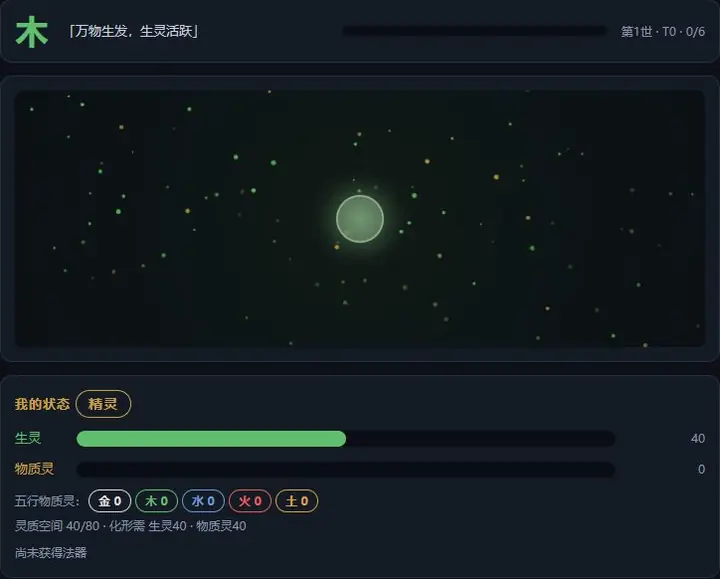 木 「万物生发，生灵活跃」 第1世 · T0 · 0/6
我的状态 精灵
生灵 40
物质灵 0
五行物质灵： 金 0 木 0 水 0 火 0 土 0
灵质空间 40/80 · 化形需 生灵40 · 物质灵40
尚未获得法器